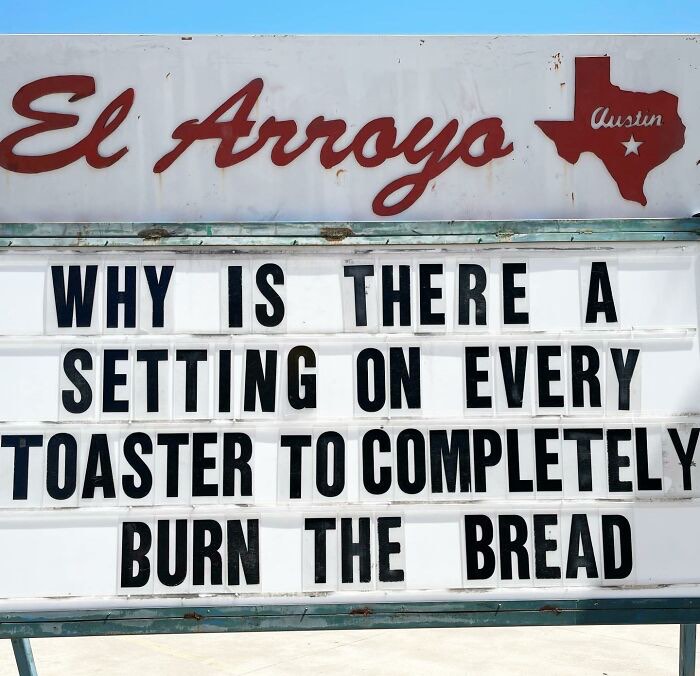 El Arroyo
Austin
WHY IS THERE A
SETTING ON EVERY
TOASTER TO COMPLETELY
BURN THE BREAD